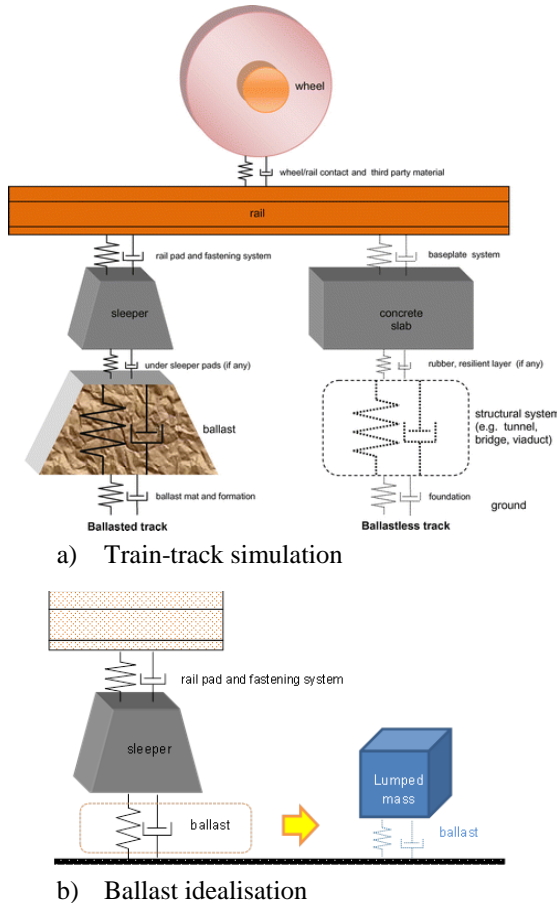 wheel
wheel/rail contact and third party material
rail
rail pad and fastening system
baseplate system
sleeper
concrete
slab
under sleeper pads (if any)
rubber, resilient layer (if any)
ballast
structural system
(e.g. tunnel,
bridge, viaduct)
ballast mat and formation
foundation
ground
Ballasted track
Ballastless track
a) Train-track simulation
rail pad and fastening system
sleeper
Lumped
mass
ballast
ballast
b) Ballast idealisation